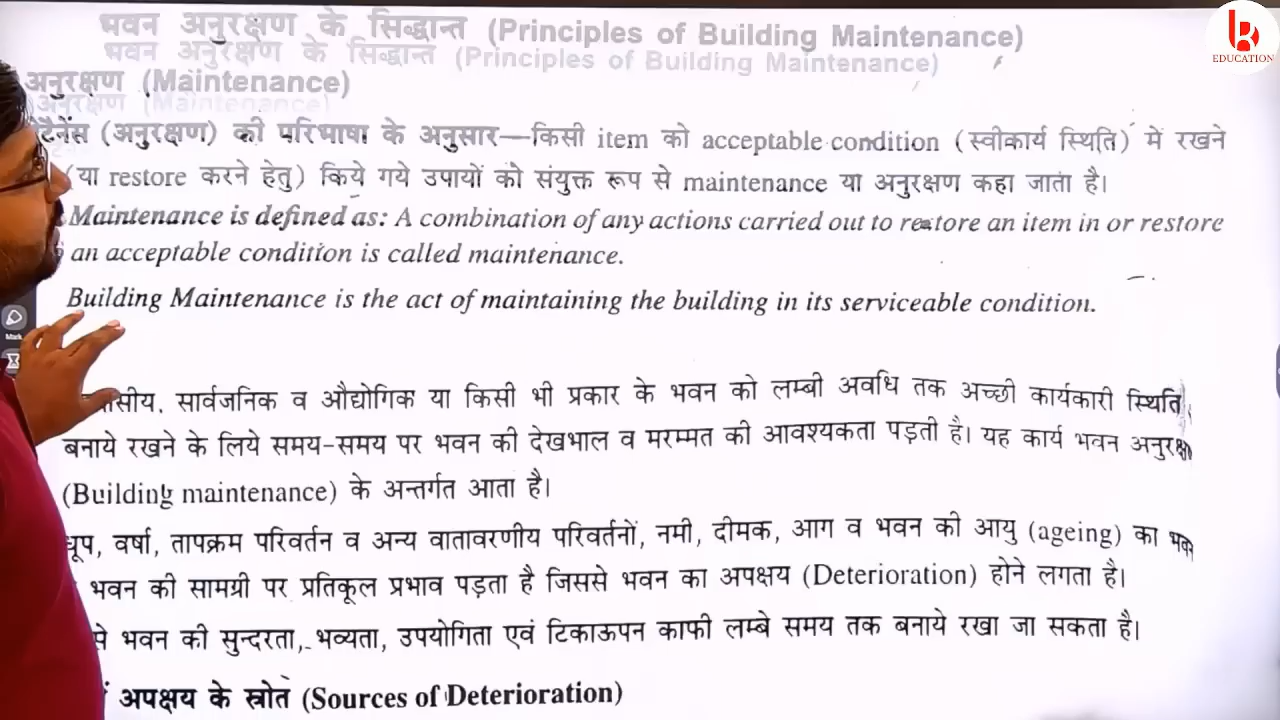 भवन अनुरक्षण के सिद्धान्त (Principles of Building Maintenance)
भवन अनुरक्षण के सिद्धान्त (Principles of Building Maintenance)
EDUCATION
अनुरक्षण (Maintenance)
अनुरक्षण (Maintenance)
(अनुरक्षण) की परिभाषा के अनुसार—किसी item को acceptable condition (स्वीकार्य स्थिति) में रखने
(या restore करने हेतु) किये गये उपायों को संयुक्त रूप से maintenance या अनुरक्षण कहा जाता है।
Maintenance is defined as: A combination of any actions carried out to restore an item in or restore
an acceptable condition is called maintenance.
Building Maintenance is the act of maintaining the building in its serviceable condition.
Mark
सार्वजनिक व औद्योगिक या किसी भी प्रकार के भवन को लम्बी अवधि तक अच्छी कार्यकारी स्थिति
बनाये रखने के लिये समय-समय पर भवन की देखभाल व मरम्मत की आवश्यकता पड़ती है। यह कार्य भवन
(Building maintenance) के अन्तर्गत आता है।
धूप, वर्षा, तापक्रम परिवर्तन व अन्य वातावरणीय परिवर्तनों, नमी, दीमक, आग व भवन की आयु (ageing) का
भवन की सामग्री पर प्रतिकूल प्रभाव पड़ता है जिससे भवन का अपक्षय (Deterioration) होने लगता है।
भवन की सुन्दरता, भव्यता, उपयोगिता एवं टिकाऊपन काफी लम्बे समय तक बनाये रखा जा सकता है।
अपक्षय के स्रोत (Sources of Deterioration)